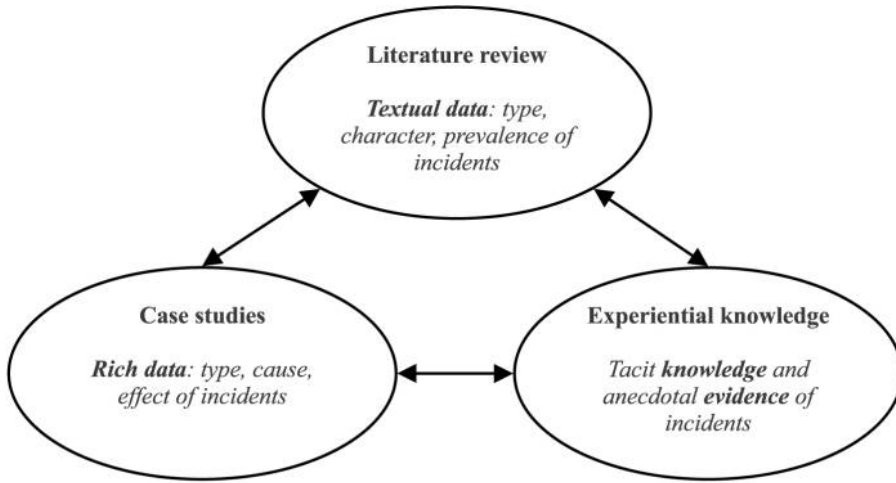 Literature review
Textual data: type,
character, prevalence of
incidents
Case studies
Rich data: type, cause,
effect of incidents
Experiential knowledge
Tacit knowledge and
anecdotal evidence of
incidents